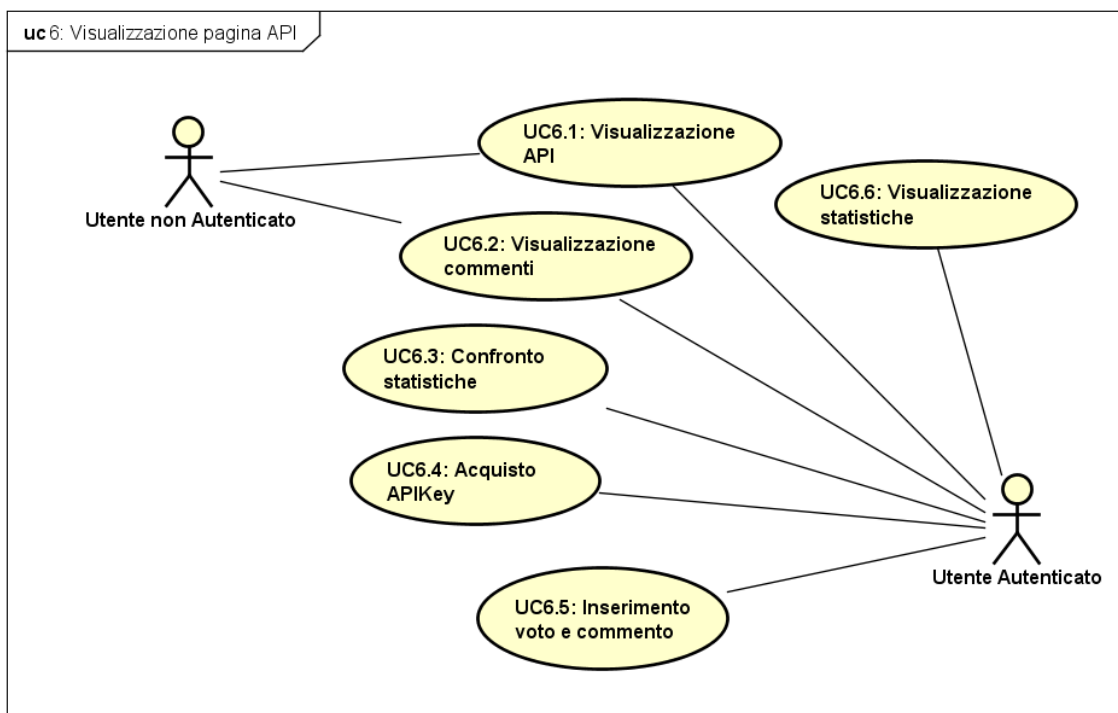 uc 6: Visualizzazione pagina API
UC6.1: Visualizzazione
API
UC6.6: Visualizzazione
statistiche
Utente non Autenticato
UC6.2: Visualizzazione
commenti
UC6.3: Confronto
statistiche
UC6.4: Acquisto
APIKey
Utente Autenticato
UC6.5: Inserimento
voto e commento